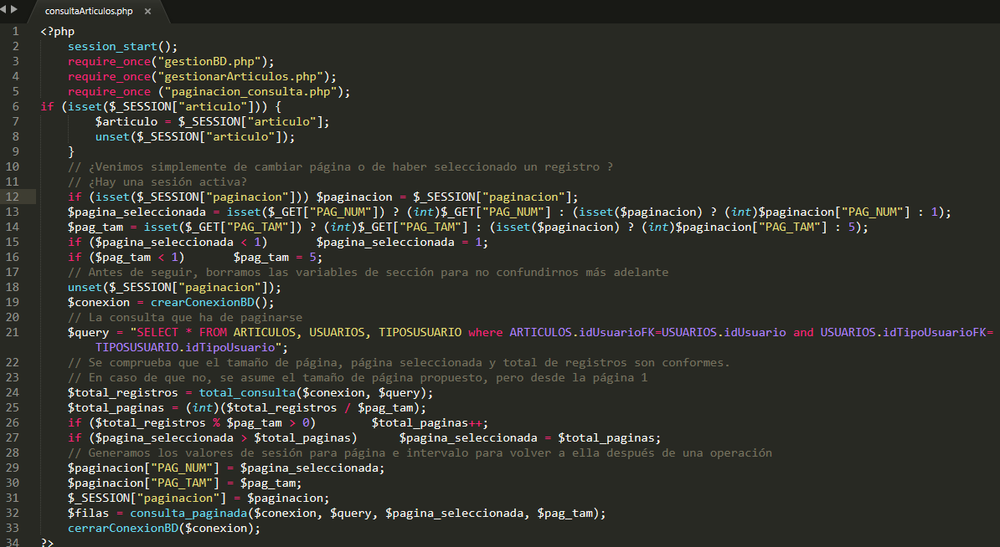 consultaArticulos.php ×
1 <?php
2 session_start();
3 require_once("gestionBD.php");
4 require_once("gestionarArticulos.php");
5 require_once ("paginacion_consulta.php");
6 if (isset($_SESSION["articulo"])) {
7 $articulo = $_SESSION["articulo"];
8 unset($_SESSION["articulo"]);
9 }
10 // ¿Venimos simplemente de cambiar página o de haber seleccionado un registro ?
11 // ¿Hay una sesión activa?
12 if (isset($_SESSION["paginacion"])) $paginacion = $_SESSION["paginacion"];
13 $pagina_seleccionada = isset($_GET["PAG_NUM"]) ? (int)$_GET["PAG_NUM"] : (isset($paginacion) ? (int)$paginacion["PAG_NUM"] : 1);
14 $pag_tam = isset($_GET["PAG_TAM"]) ? (int)$_GET["PAG_TAM"] : (isset($paginacion) ? (int)$paginacion["PAG_TAM"] : 5);
15 if ($pagina_seleccionada < 1) $pagina_seleccionada = 1;
16 if ($pag_tam < 1) $pag_tam = 5;
17 // Antes de seguir, borramos las variables de sección para no confundirnos más adelante
18 unset($_SESSION["paginacion"]);
19 $conexion = crearConexionBD();
20 // La consulta que ha de paginarse
21 $query = "SELECT * FROM ARTICULOS, USUARIOS, TIPOSUSUARIO where ARTICULOS.idUsuarioFK=USUARIOS.idUsuario and USUARIOS.idTipoUsuarioFK=
TIPOSUSUARIO.idTipoUsuario";
22 // Se comprueba que el tamaño de página, página seleccionada y total de registros son conformes.
23 // En caso de que no, se asume el tamaño de página propuesto, pero desde la página 1
24 $total_registros = total_consulta($conexion, $query);
25 $total_paginas = (int)($total_registros / $pag_tam);
26 if ($total_registros % $pag_tam > 0) $total_paginas++;
27 if ($pagina_seleccionada > $total_paginas) $pagina_seleccionada = $total_paginas;
28 // Generamos los valores de sesión para página e intervalo para volver a ella después de una operación
29 $paginacion["PAG_NUM"] = $pagina_seleccionada;
30 $paginacion["PAG_TAM"] = $pag_tam;
31 $_SESSION["paginacion"] = $paginacion;
32 $filas = consulta_paginada($conexion, $query, $pagina_seleccionada, $pag_tam);
33 cerrarConexionBD($conexion);
34 ?>